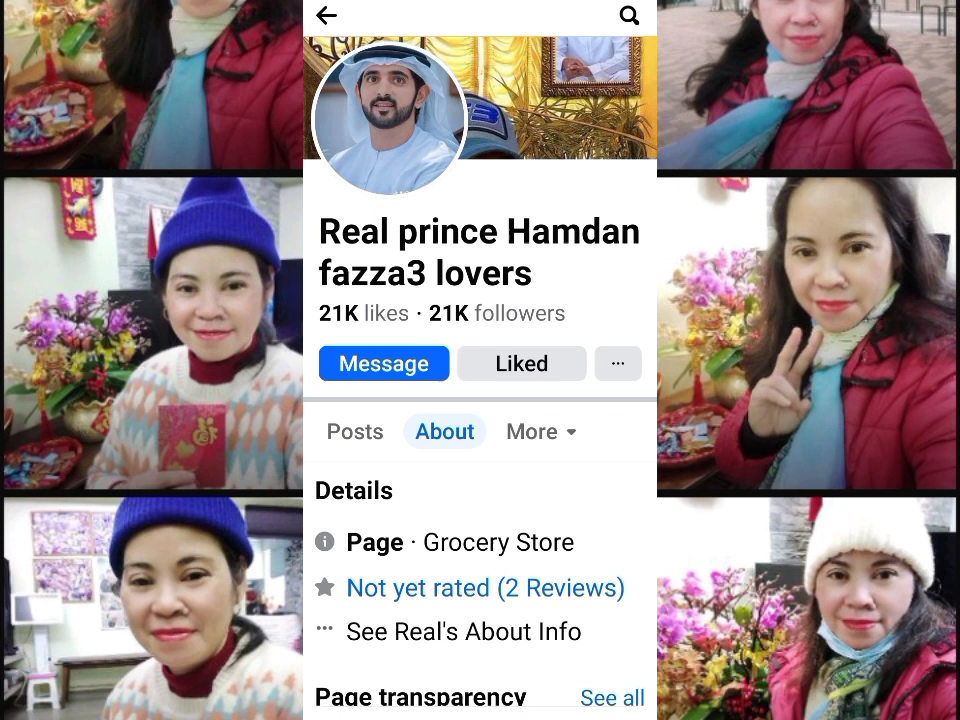 Real prince Hamdan
fazza3 lovers
21K likes · 21K followers
Message
Liked
Posts
About
More
Details
Page · Grocery Store
Not yet rated (2 Reviews)
See Real's About Info
Page transparency
See all